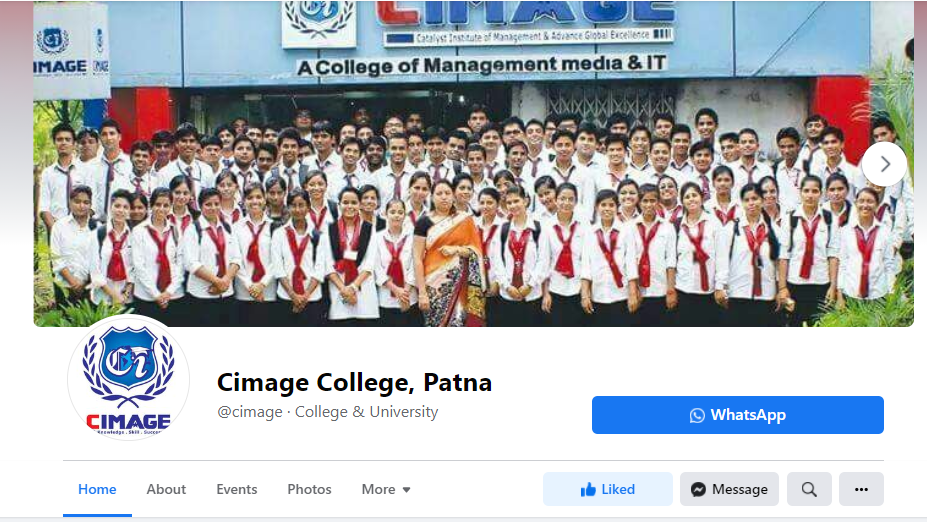 CIMAGE
Catalyst Institute of Management & Advance Global Excellence
A College of Management media & IT
CIMAGE
CIMAGE
Knowledge . Skill . Success
Cimage College, Patna
@cimage · College & University
WhatsApp
Home About Events Photos More
Liked Message